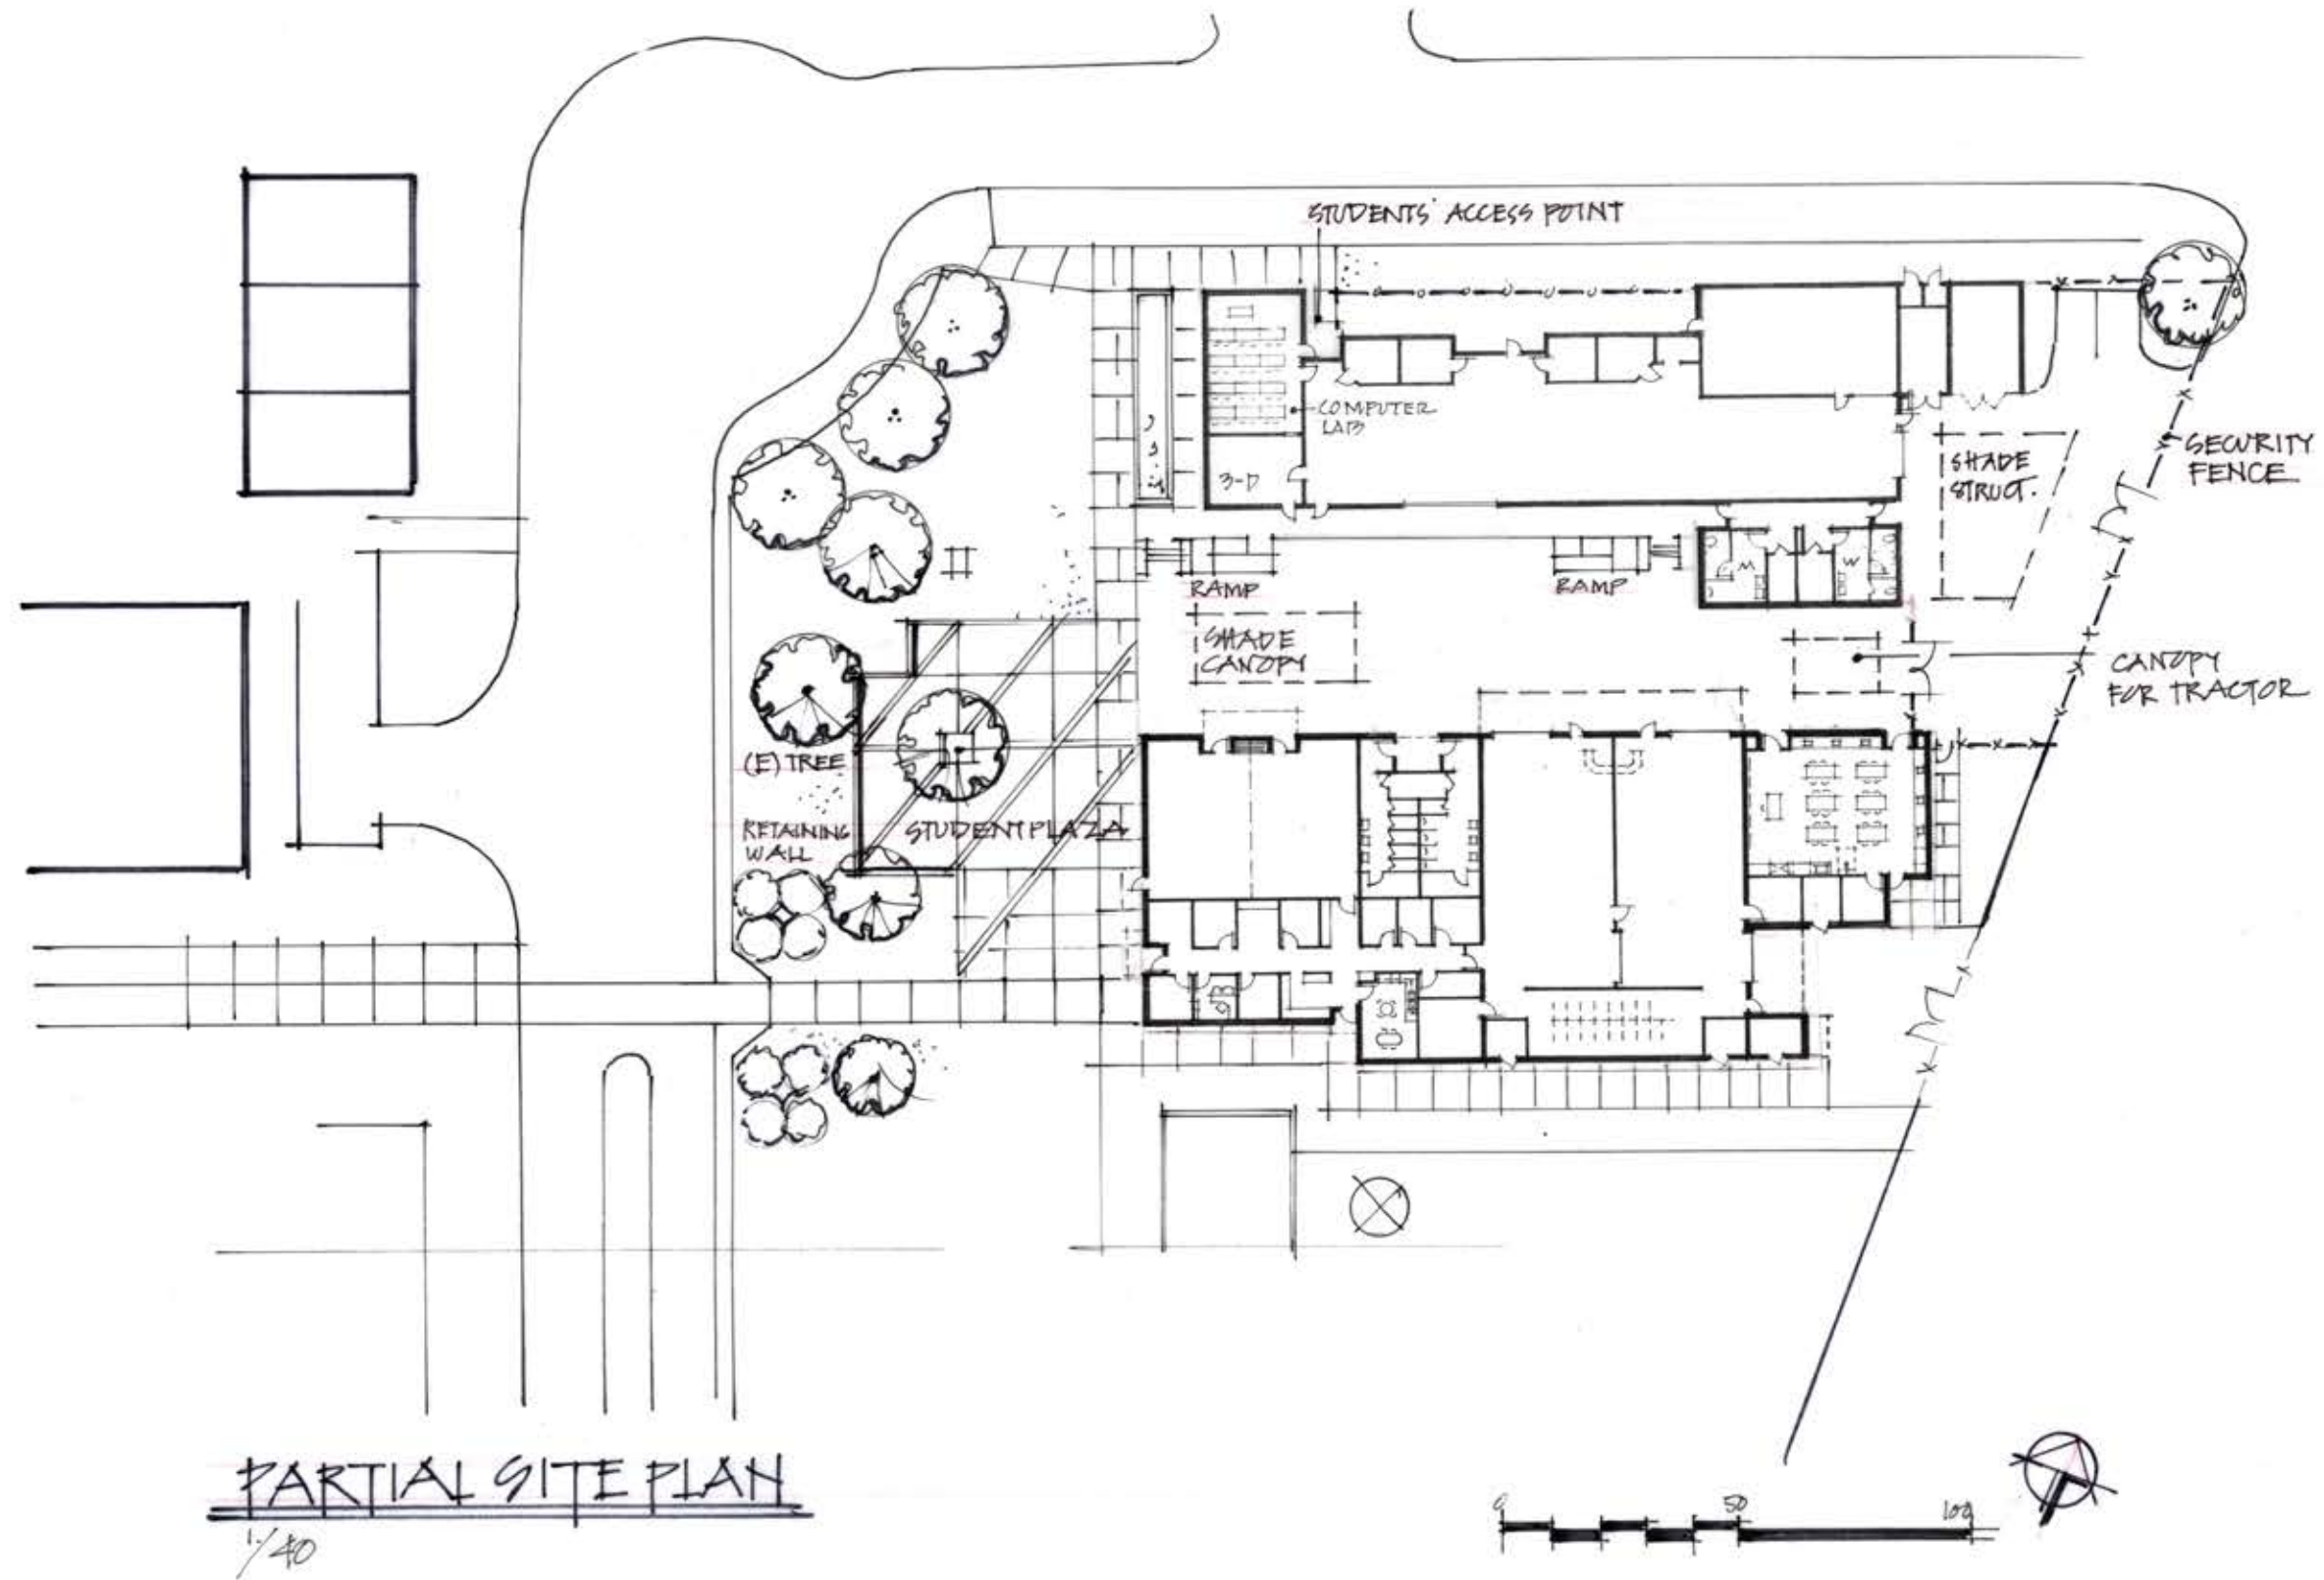 STUDENTS' ACCESS POINT
COMPUTER
LAB
3-D
SHADE
STRUCT.
SECURITY
FENCE
RAMP
RAMP
M
W
SHADE
CANOPY
CANOPY
FOR TRACTOR
(E) TREE
RETAINING
WALL
STUDENT PLAZA
PARTIAL SITE PLAN
1"/40
0 50 100